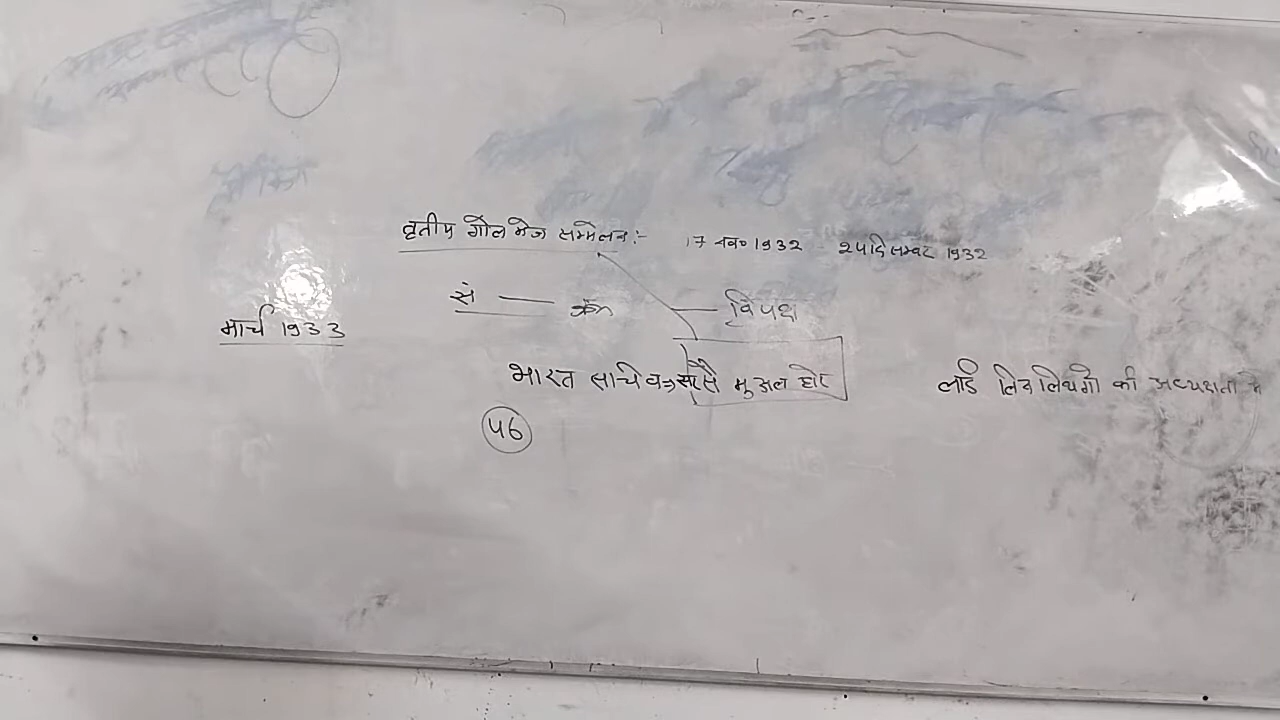 तृतीय गोल मेज सम्मेलन:- 17 नव० 1932 - 24 दिसम्बर 1932
सं —— —— विपक्ष
मार्च 1933
भारत सचिव → सर सैमुअल होर
लॉर्ड लिनलिथगो की अध्यक्षता में
46